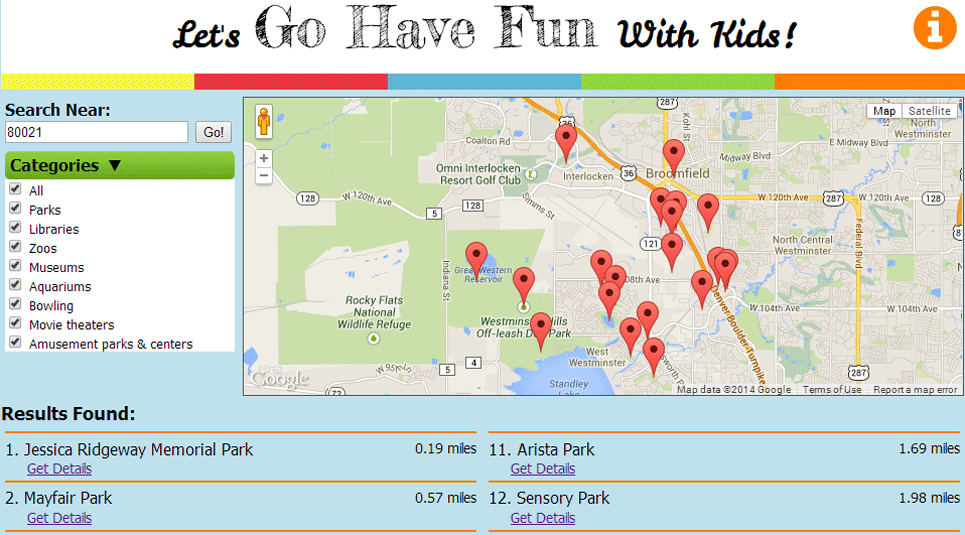 Let's Go Have Fun With Kids!
Search Near:
80021
Go!
Categories ▼
All
Parks
Libraries
Zoos
Museums
Aquariums
Bowling
Movie theaters
Amusement parks & centers
Map Satellite
287
36
Coalton Rd
Kohl St
North
Westminster
E Midway Blvd
Midway Blvd
Omni Interlocken
Resort Golf Club
Interlocken
36
Broomfield
128
W 120th Ave
5
128
Simms St
W 120th Ave
287
W 120th Ave
128
121
North Central
Westminster
Federal Blvd
Indiana St
Great Western
Reservoir
Rocky Flats
National
Wildlife Refuge
W 104th Ave
W 104th Ave
Denver-Boulder-Turnpike
Off-leash
Park
West
Westminster
287
4
5
W 95th
Standley
Lake
72
Google
Map data ©2014 Google
Terms of Use
Report a map error
Results Found:
1. Jessica Ridgeway Memorial Park 0.19 miles
Get Details
2. Mayfair Park 0.57 miles
Get Details
11. Arista Park 1.69 miles
Get Details
12. Sensory Park 1.98 miles
Get Details